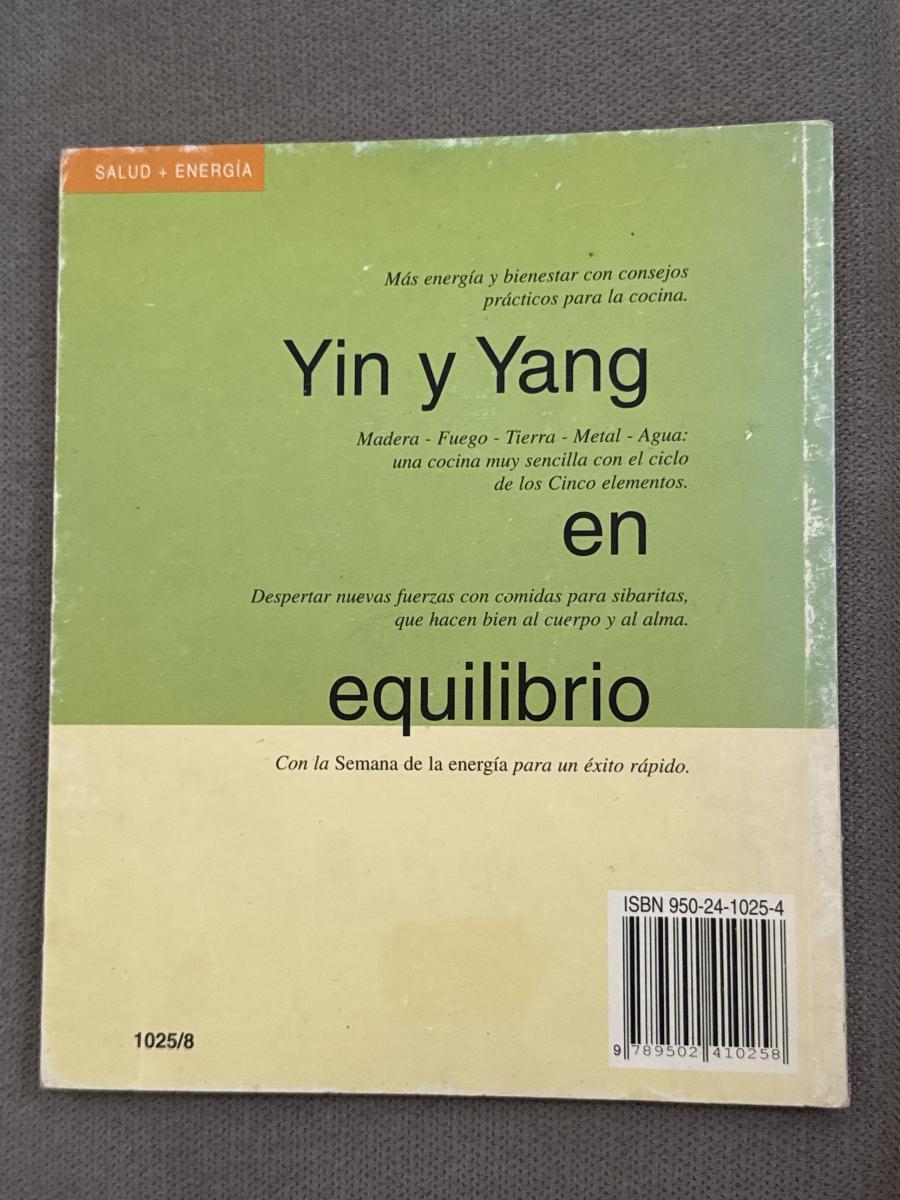 SALUD + ENERGÍA
Más energía y bienestar con consejos
prácticos para la cocina.
Yin y Yang
Madera - Fuego - Tierra - Metal - Agua:
una cocina muy sencilla con el ciclo
de los Cinco elementos.
en
Despertar nuevas fuerzas con comidas para sibaritas,
que hacen bien al cuerpo y al alma.
equilibrio
Con la Semana de la energía para un éxito rápido.
ISBN 950-24-1025-4
9 789502 410258
1025/8